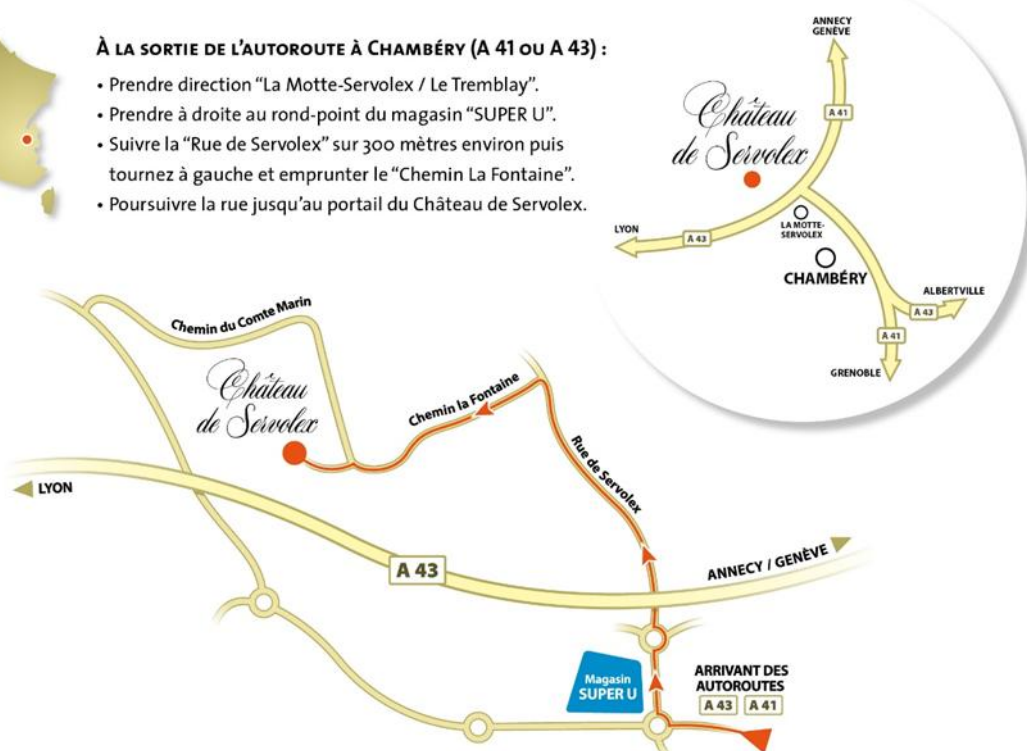 À LA SORTIE DE L'AUTOROUTE À CHAMBÉRY (A 41 OU A 43) :
• Prendre direction “La Motte-Servolex / Le Tremblay”.
• Prendre à droite au rond-point du magasin “SUPER U”.
• Suivre la “Rue de Servolex” sur 300 mètres environ puis
tournez à gauche et emprunter le “Chemin La Fontaine”.
• Poursuivre la rue jusqu'au portail du Château de Servolex.
ANNECY
GENÈVE
A 41
Château
de Servolex
LYON
A 43
LA MOTTE-
SERVOLEX
CHAMBÉRY
ALBERTVILLE
A 43
A 41
GRENOBLE
Chemin du Comte Marin
Château
de Servolex
Chemin la Fontaine
Rue de Servolex
LYON
A 43
ANNECY / GENÈVE
Magasin
SUPER U
ARRIVANT DES
AUTOROUTES
A 43 A 41